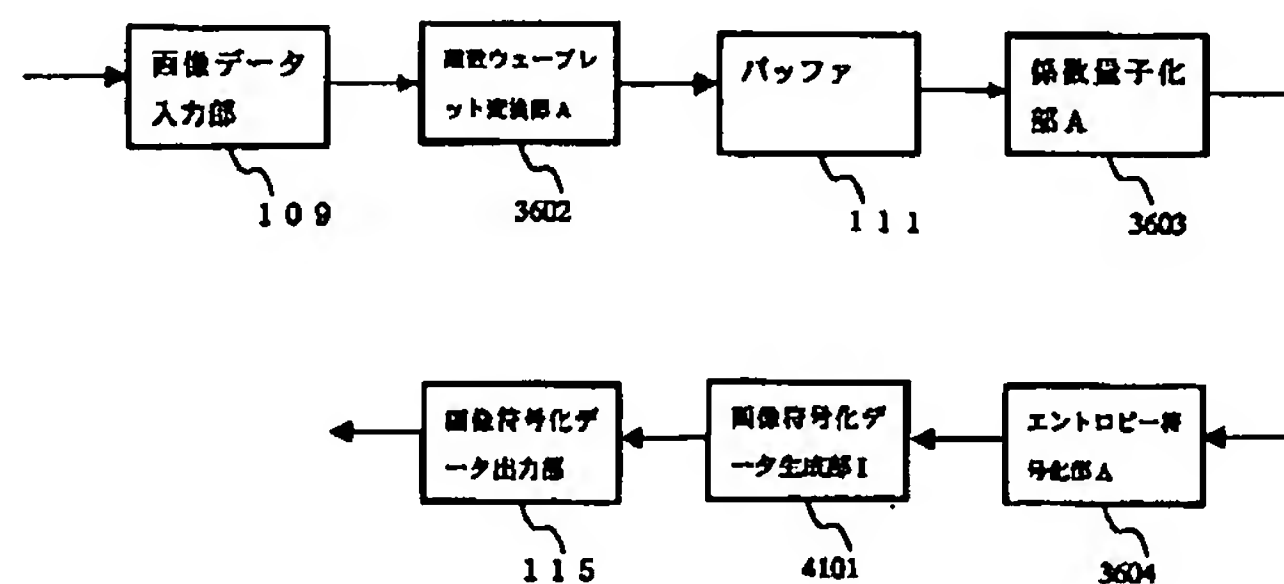 画像データ
入力部
109
離散ウェーブレ
ット変換部A
3602
バッファ
111
係数量子化
部A
3603
画像符号化デ
ータ出力部
115
画像符号化デ
ータ生成部I
4101
エントロピー符
号化部A
3604